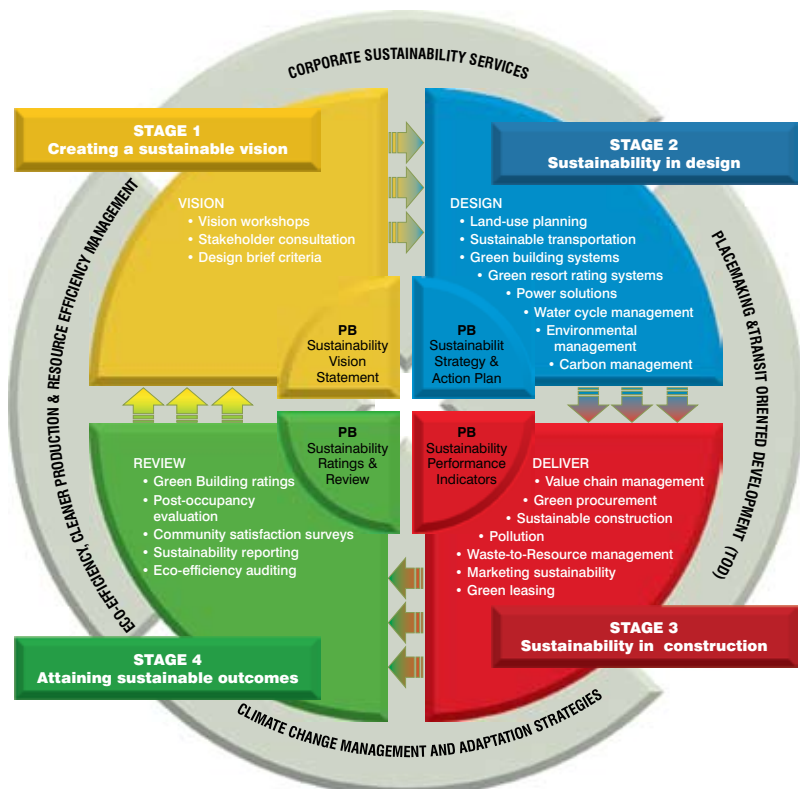 CORPORATE SUSTAINABILITY SERVICES
STAGE 1
Creating a sustainable vision
VISION
• Vision workshops
• Stakeholder consultation
• Design brief criteria
PB
Sustainability
Vision
Statement
STAGE 2
Sustainability in design
DESIGN
• Land-use planning
• Sustainable transportation
• Green building systems
• Green resort rating systems
• Power solutions
• Water cycle management
• Environmental
management
• Carbon management
PB
Sustainabilit
Strategy &
Action Plan
PLACEMAKING &TRANSIT ORIENTED DEVELOPMENT (TOD)
PB
Sustainability
Performance
Indicators
DELIVER
• Value chain management
• Green procurement
• Sustainable construction
• Pollution
• Waste-to-Resource management
• Marketing sustainability
• Green leasing
STAGE 3
Sustainability in construction
PB
Sustainability
Ratings &
Review
REVIEW
• Green Building ratings
• Post-occupancy
evaluation
• Community satisfaction surveys
• Sustainability reporting
• Eco-efficiency auditing
STAGE 4
Attaining sustainable outcomes
CLIMATE CHANGE MANAGEMENT AND ADAPTATION STRATEGIES
ECO-EFFICIENCY, CLEANER PRODUCTION & RESOURCE EFFICIENCY MANAGEMENT